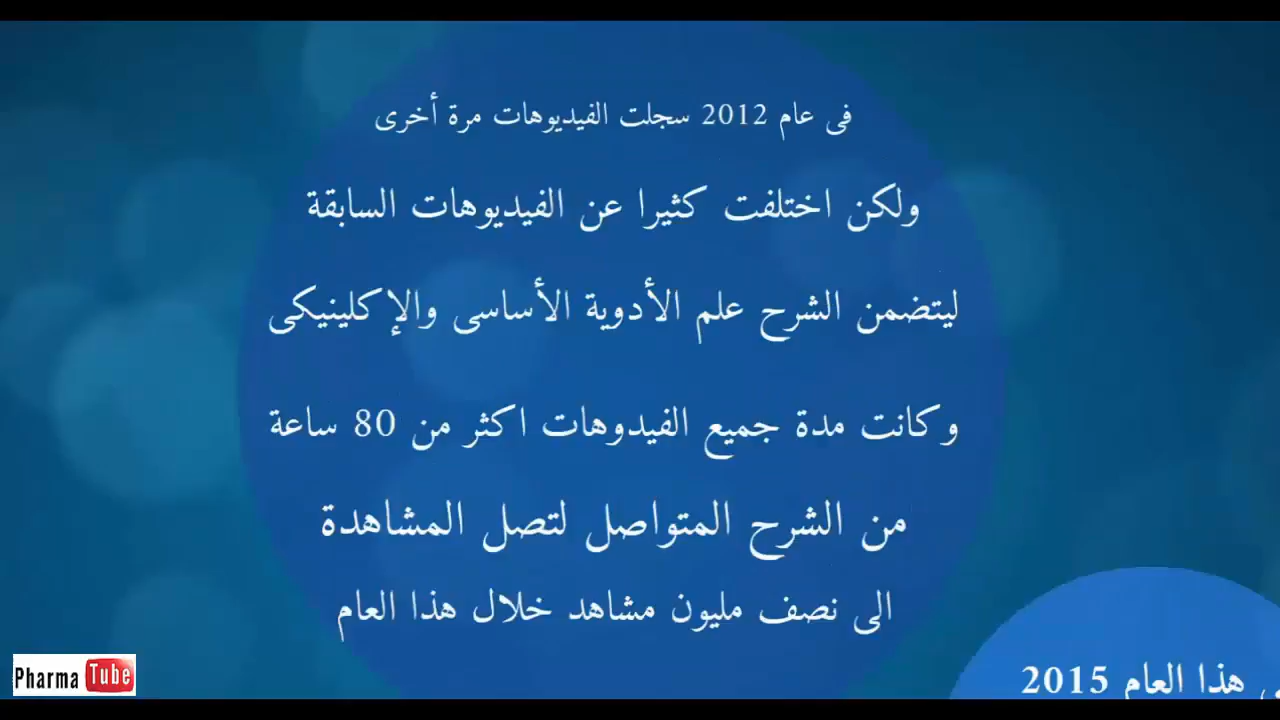 فى عام 2012 سجلت الفيديوهات مرة أخرى
ولكن اختلفت كثيرا عن الفيديوهات السابقة
ليتضمن الشرح علم الأدوية الأساسى والإكلينيكى
وكانت مدة جميع الفيدوهات اكثر من 80 ساعة
من الشرح المتواصل لتصل المشاهدة
الى نصف مليون مشاهد خلال هذا العام
هذا العام 2015
Pharma Tube